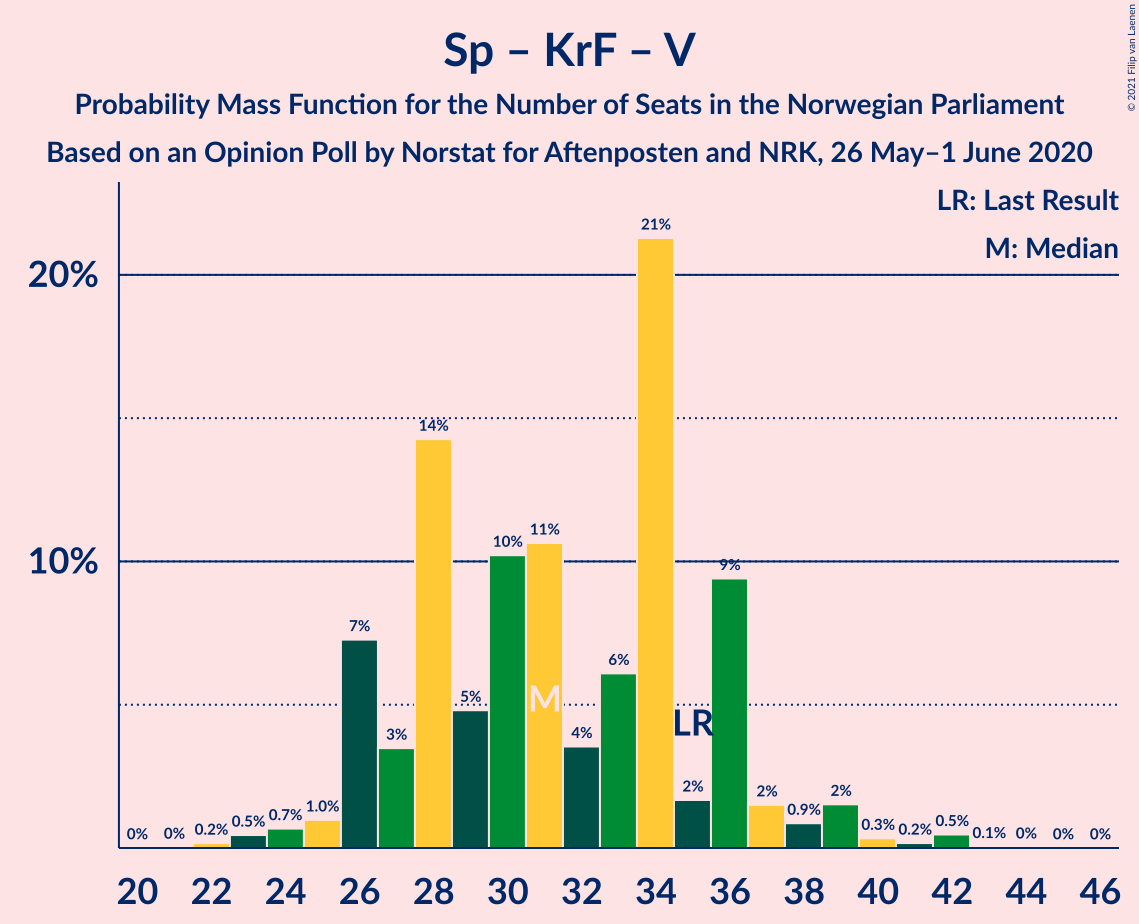 Sp – KrF – V
Probability Mass Function for the Number of Seats in the Norwegian Parliament
Based on an Opinion Poll by Norstat for Aftenposten and NRK, 26 May–1 June 2020
© 2021 Filip van Laenen
LR: Last Result
M: Median
20%
10%
0% 0% 0.2% 0.5% 0.7% 1.0% 7% 3% 14% 5% 10% 11% 4% 6% 21% 2% 9% 2% 0.9% 2% 0.3% 0.2% 0.5% 0.1% 0% 0% 0%
M
LR
20 22 24 26 28 30 32 34 36 38 40 42 44 46